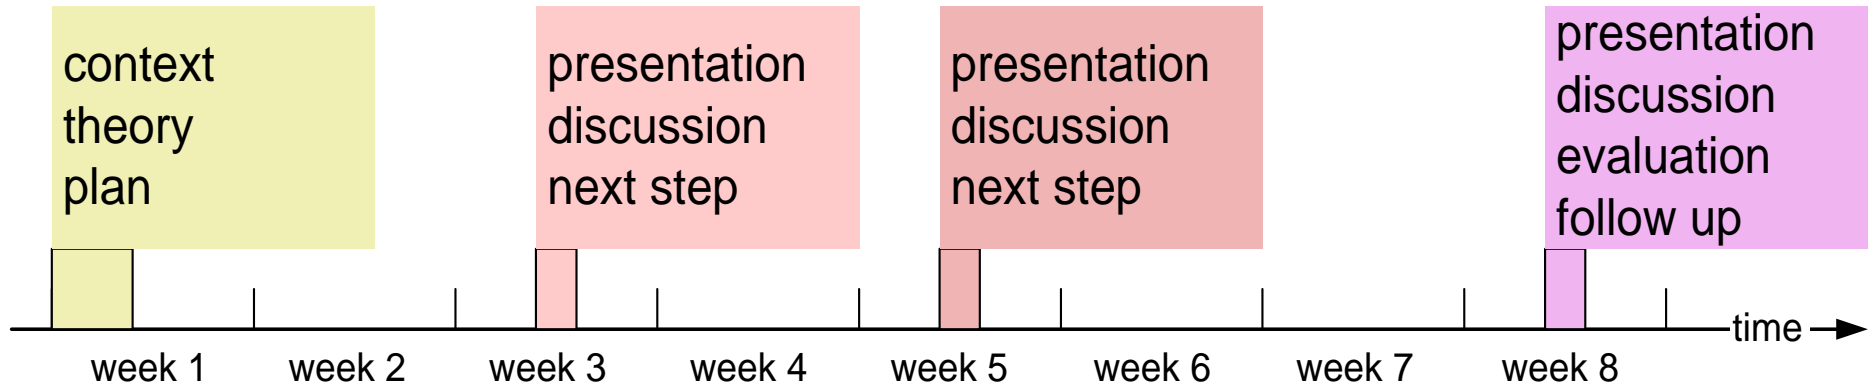 context
theory
plan
presentation
discussion
next step
presentation
discussion
next step
presentation
discussion
evaluation
follow up
time
week 1
week 2
week 3
week 4
week 5
week 6
week 7
week 8